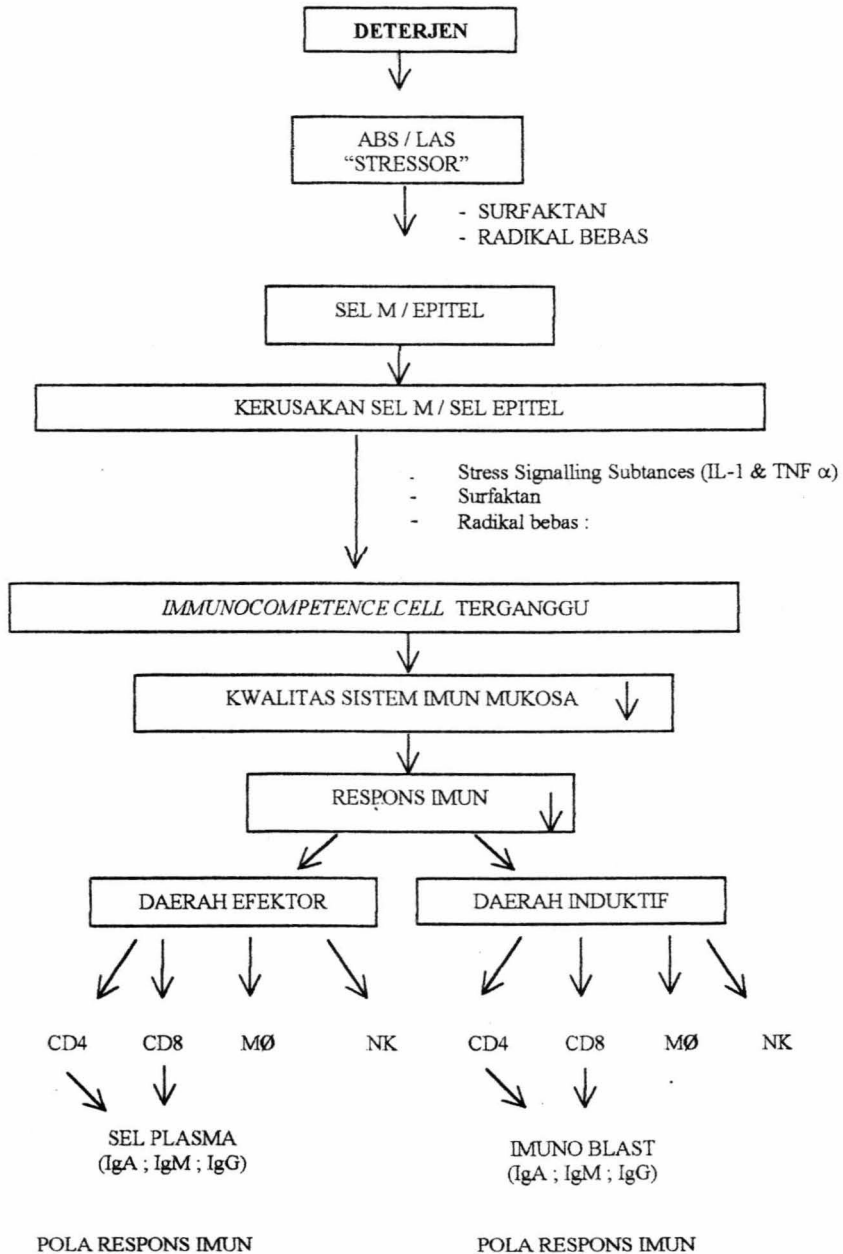 DETERJEN
ABS / LAS
“STRESSOR”
- SURFAKTAN
- RADIKAL BEBAS
SEL M / EPITEL
KERUSAKAN SEL M / SEL EPITEL
- Stress Signalling Subtances (IL-1 & TNF α)
- Surfaktan
- Radikal bebas :
IMMUNOCOMPETENCE CELL TERGANGGU
KWALITAS SISTEM IMUN MUKOSA
RESPONS IMUN
DAERAH EFEKTOR DAERAH INDUKTIF
CD4 CD8 MØ NK CD4 CD8 MØ NK
SEL PLASMA
(IgA ; IgM ; IgG)
IMUNO BLAST
(IgA ; IgM ; IgG)
POLA RESPONS IMUN POLA RESPONS IMUN